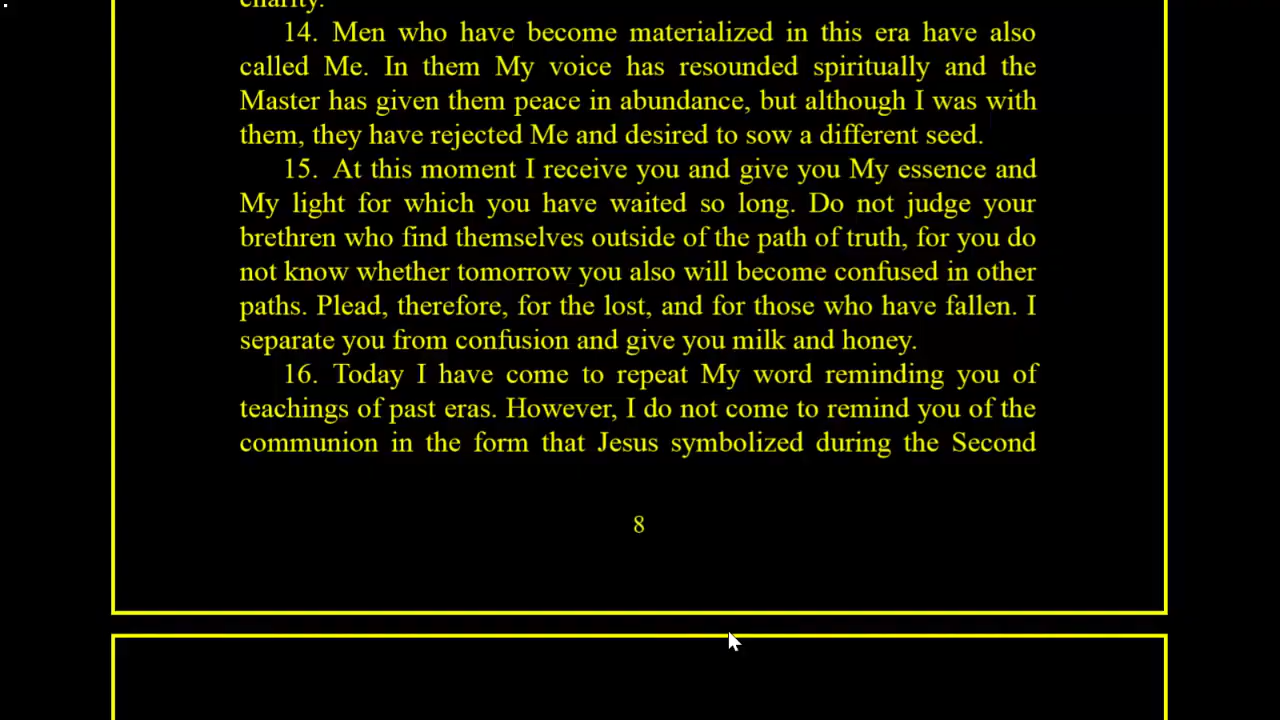 charity.
14. Men who have become materialized in this era have also
called Me. In them My voice has resounded spiritually and the
Master has given them peace in abundance, but although I was with
them, they have rejected Me and desired to sow a different seed.
15. At this moment I receive you and give you My essence and
My light for which you have waited so long. Do not judge your
brethren who find themselves outside of the path of truth, for you do
not know whether tomorrow you also will become confused in other
paths. Plead, therefore, for the lost, and for those who have fallen. I
separate you from confusion and give you milk and honey.
16. Today I have come to repeat My word reminding you of
teachings of past eras. However, I do not come to remind you of the
communion in the form that Jesus symbolized during the Second
8